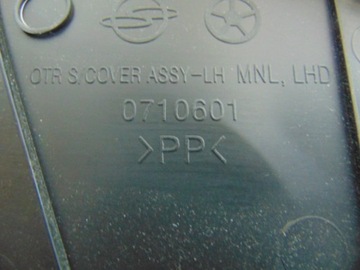 OTR S/COVER ASSY-LH MNL, LHD
0710601
>PP<